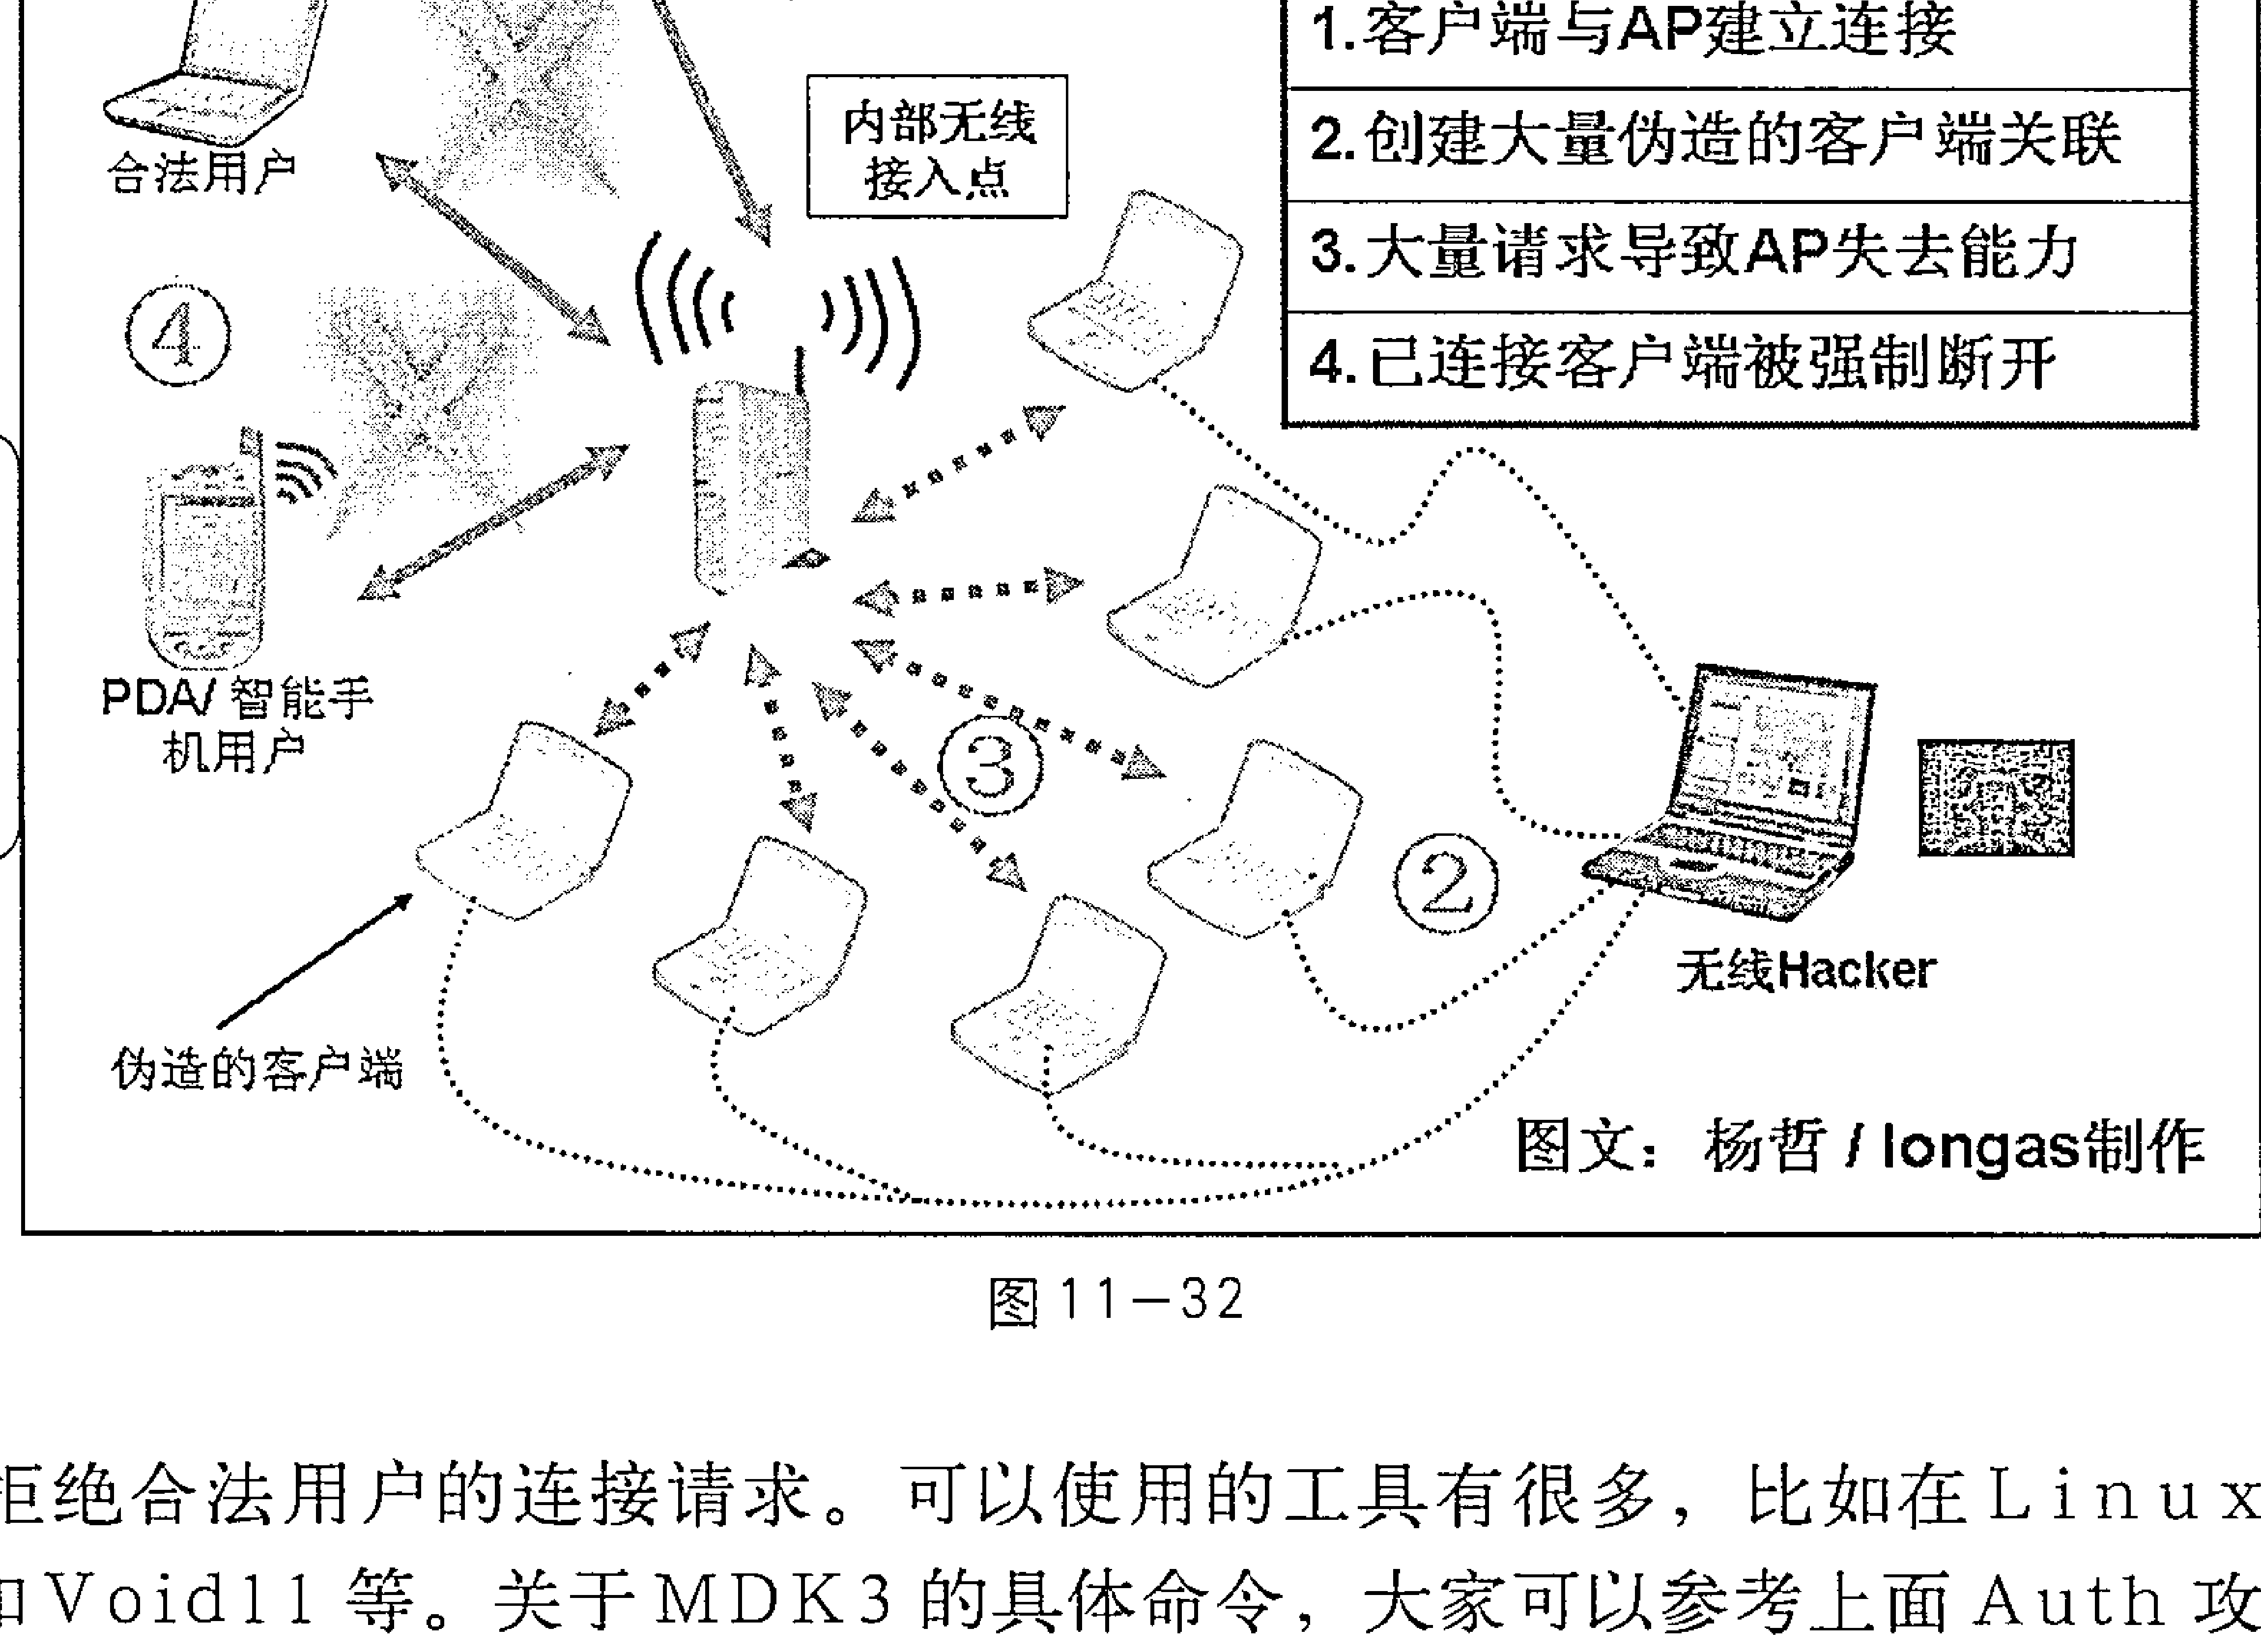 1.客户端与AP建立连接
2.创建大量伪造的客户端关联
3.大量请求导致AP失去能力
4.已连接客户端被强制断开
内部无线
接入点
合法用户
④
PDA/ 智能手
机用户
③
②
无线Hacker
伪造的客户端
图文：杨哲 / longas制作
图 11－32
拒绝合法用户的连接请求。可以使用的工具有很多，比如在Linux
和Void11 等。关于MDK3 的具体命令，大家可以参考上面 Auth 攻